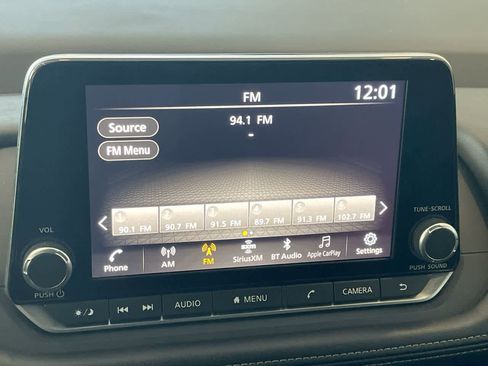 FM
12:01
Source
94.1 FM
-
FM Menu
VOL
TUNE·SCROLL
90.1 FM
90.7 FM
91.5 FM
89.7 FM
91.3 FM
102.7 FM
Phone
AM
FM
SiriusXM
BT Audio
Apple CarPlay
Settings
PUSH
PUSH SOUND
AUDIO
MENU
CAMERA